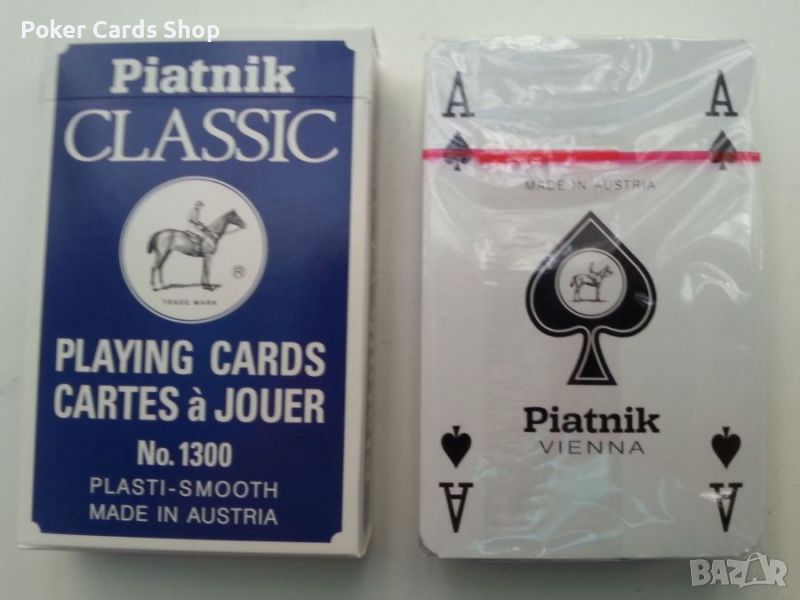 Poker Cards Shop
Piatnik
CLASSIC
®
TRADE MARK
PLAYING CARDS
CARTES à JOUER
No. 1300
PLASTI-SMOOTH
MADE IN AUSTRIA
A A
MADE IN AUSTRIA
Piatnik
VIENNA
A A
BAZAR